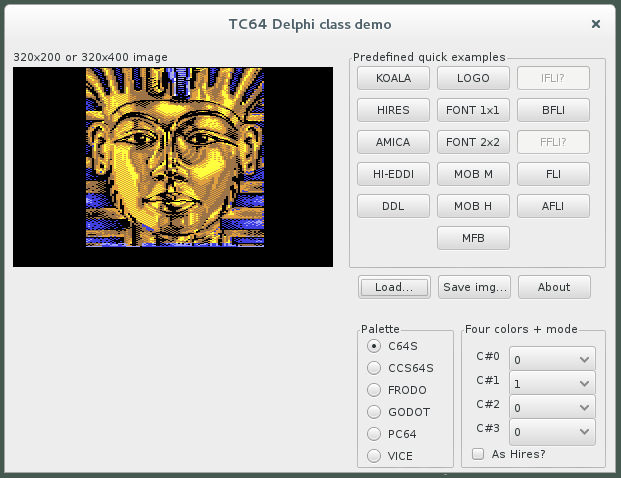 TC64 Delphi class demo
×
320x200 or 320x400 image
Predefined quick examples
KOALA LOGO IFLI?
HIRES FONT 1x1 BFLI
AMICA FONT 2x2 FFLI?
HI-EDDI MOB M FLI
DDL MOB H AFLI
MFB
Load... Save img... About
Palette
C64S
CCS64S
FRODO
GODOT
PC64
VICE
Four colors + mode
C#0 0
C#1 1
C#2 0
C#3 0
As Hires?